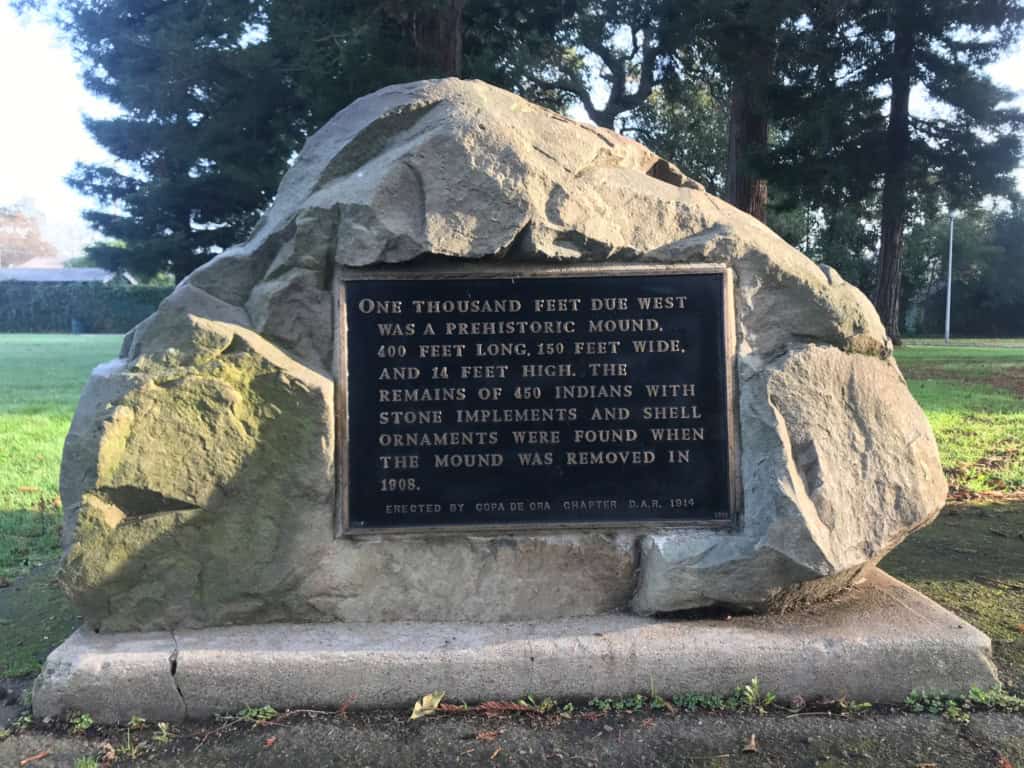 One thousand feet due west
was a prehistoric mound,
400 feet long, 150 feet wide,
and 14 feet high. The
remains of 450 Indians with
stone implements and shell
ornaments were found when
the mound was removed in
1908.
ERECTED BY COPA DE ORA CHAPTER D.A.R. 1914